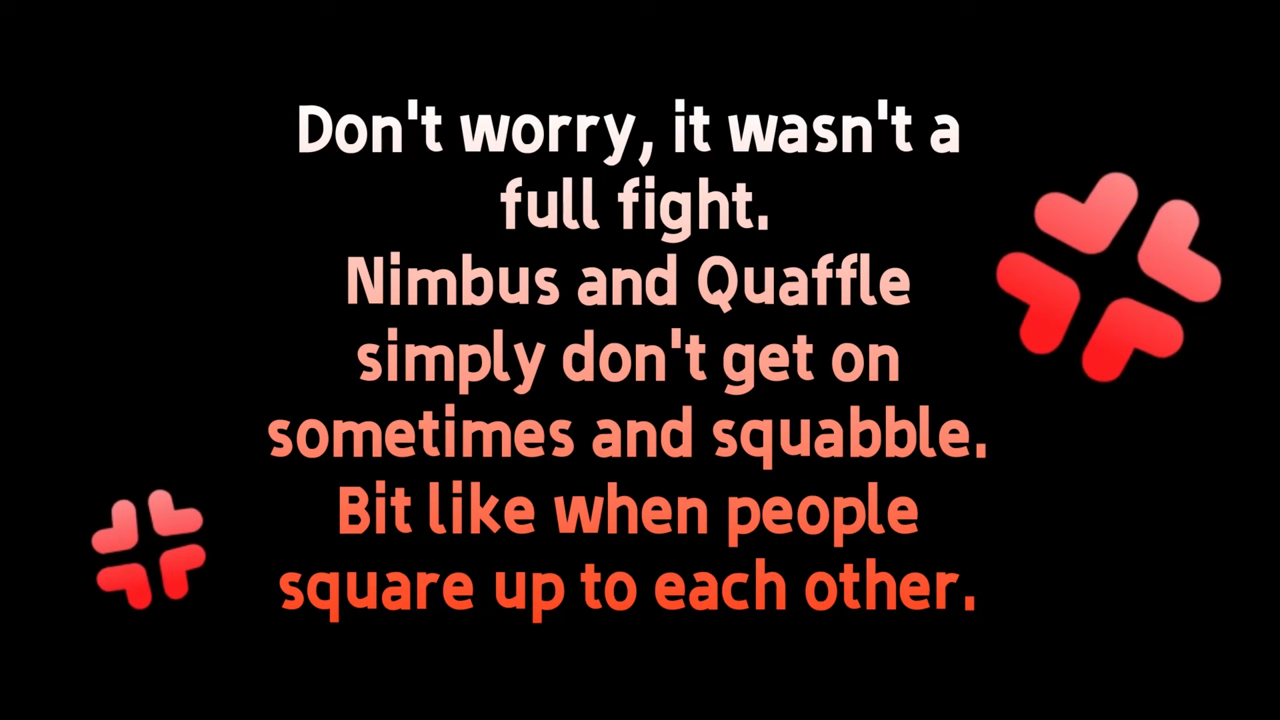 Don't worry, it wasn't a
full fight.
Nimbus and Quaffle
simply don't get on
sometimes and squabble.
Bit like when people
square up to each other.